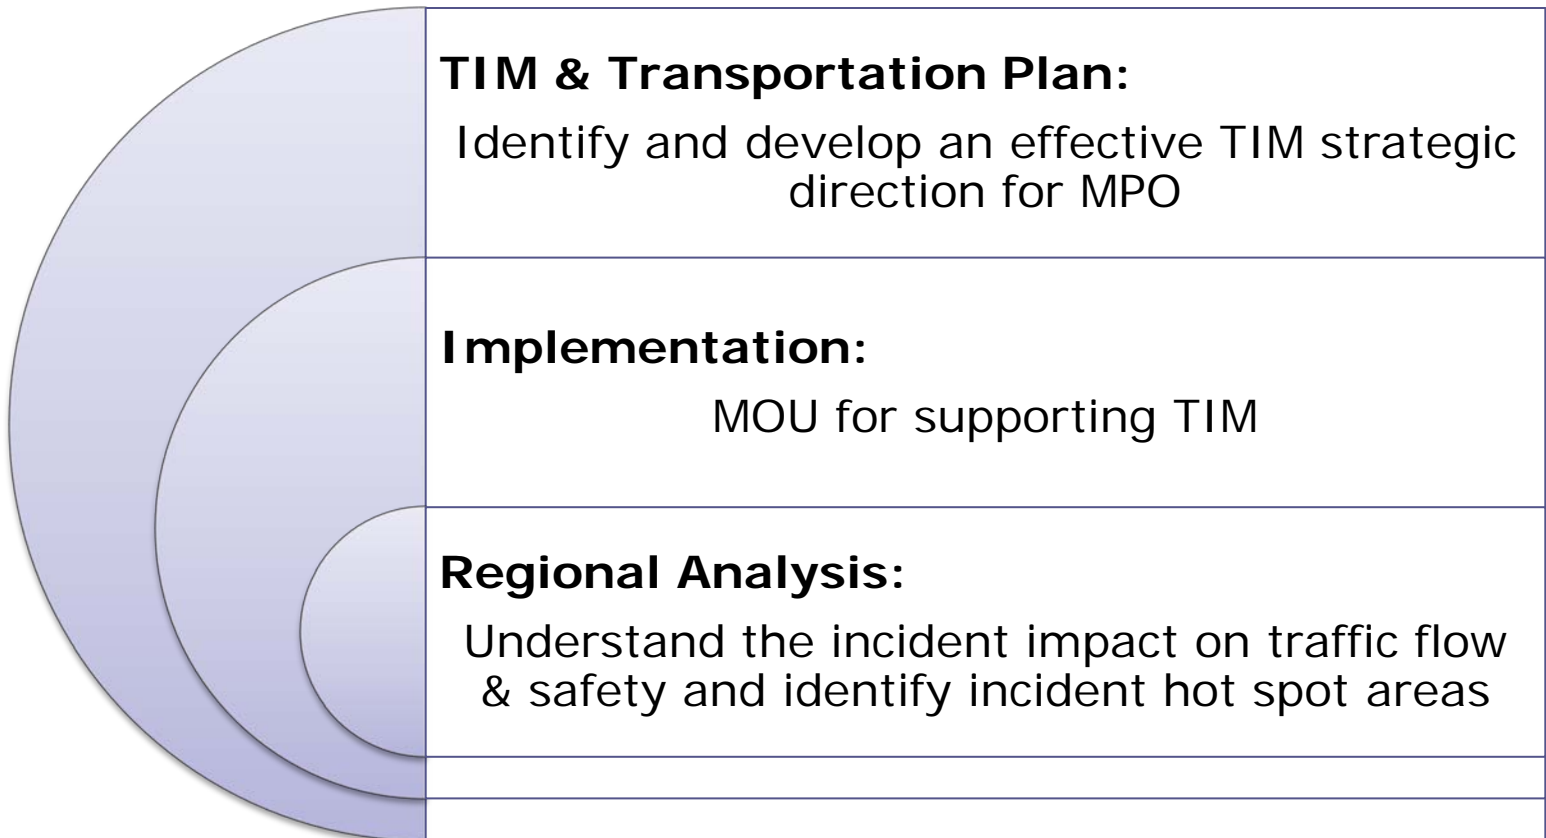 TIM & Transportation Plan:
Identify and develop an effective TIM strategic
direction for MPO
Implementation:
MOU for supporting TIM
Regional Analysis:
Understand the incident impact on traffic flow
& safety and identify incident hot spot areas